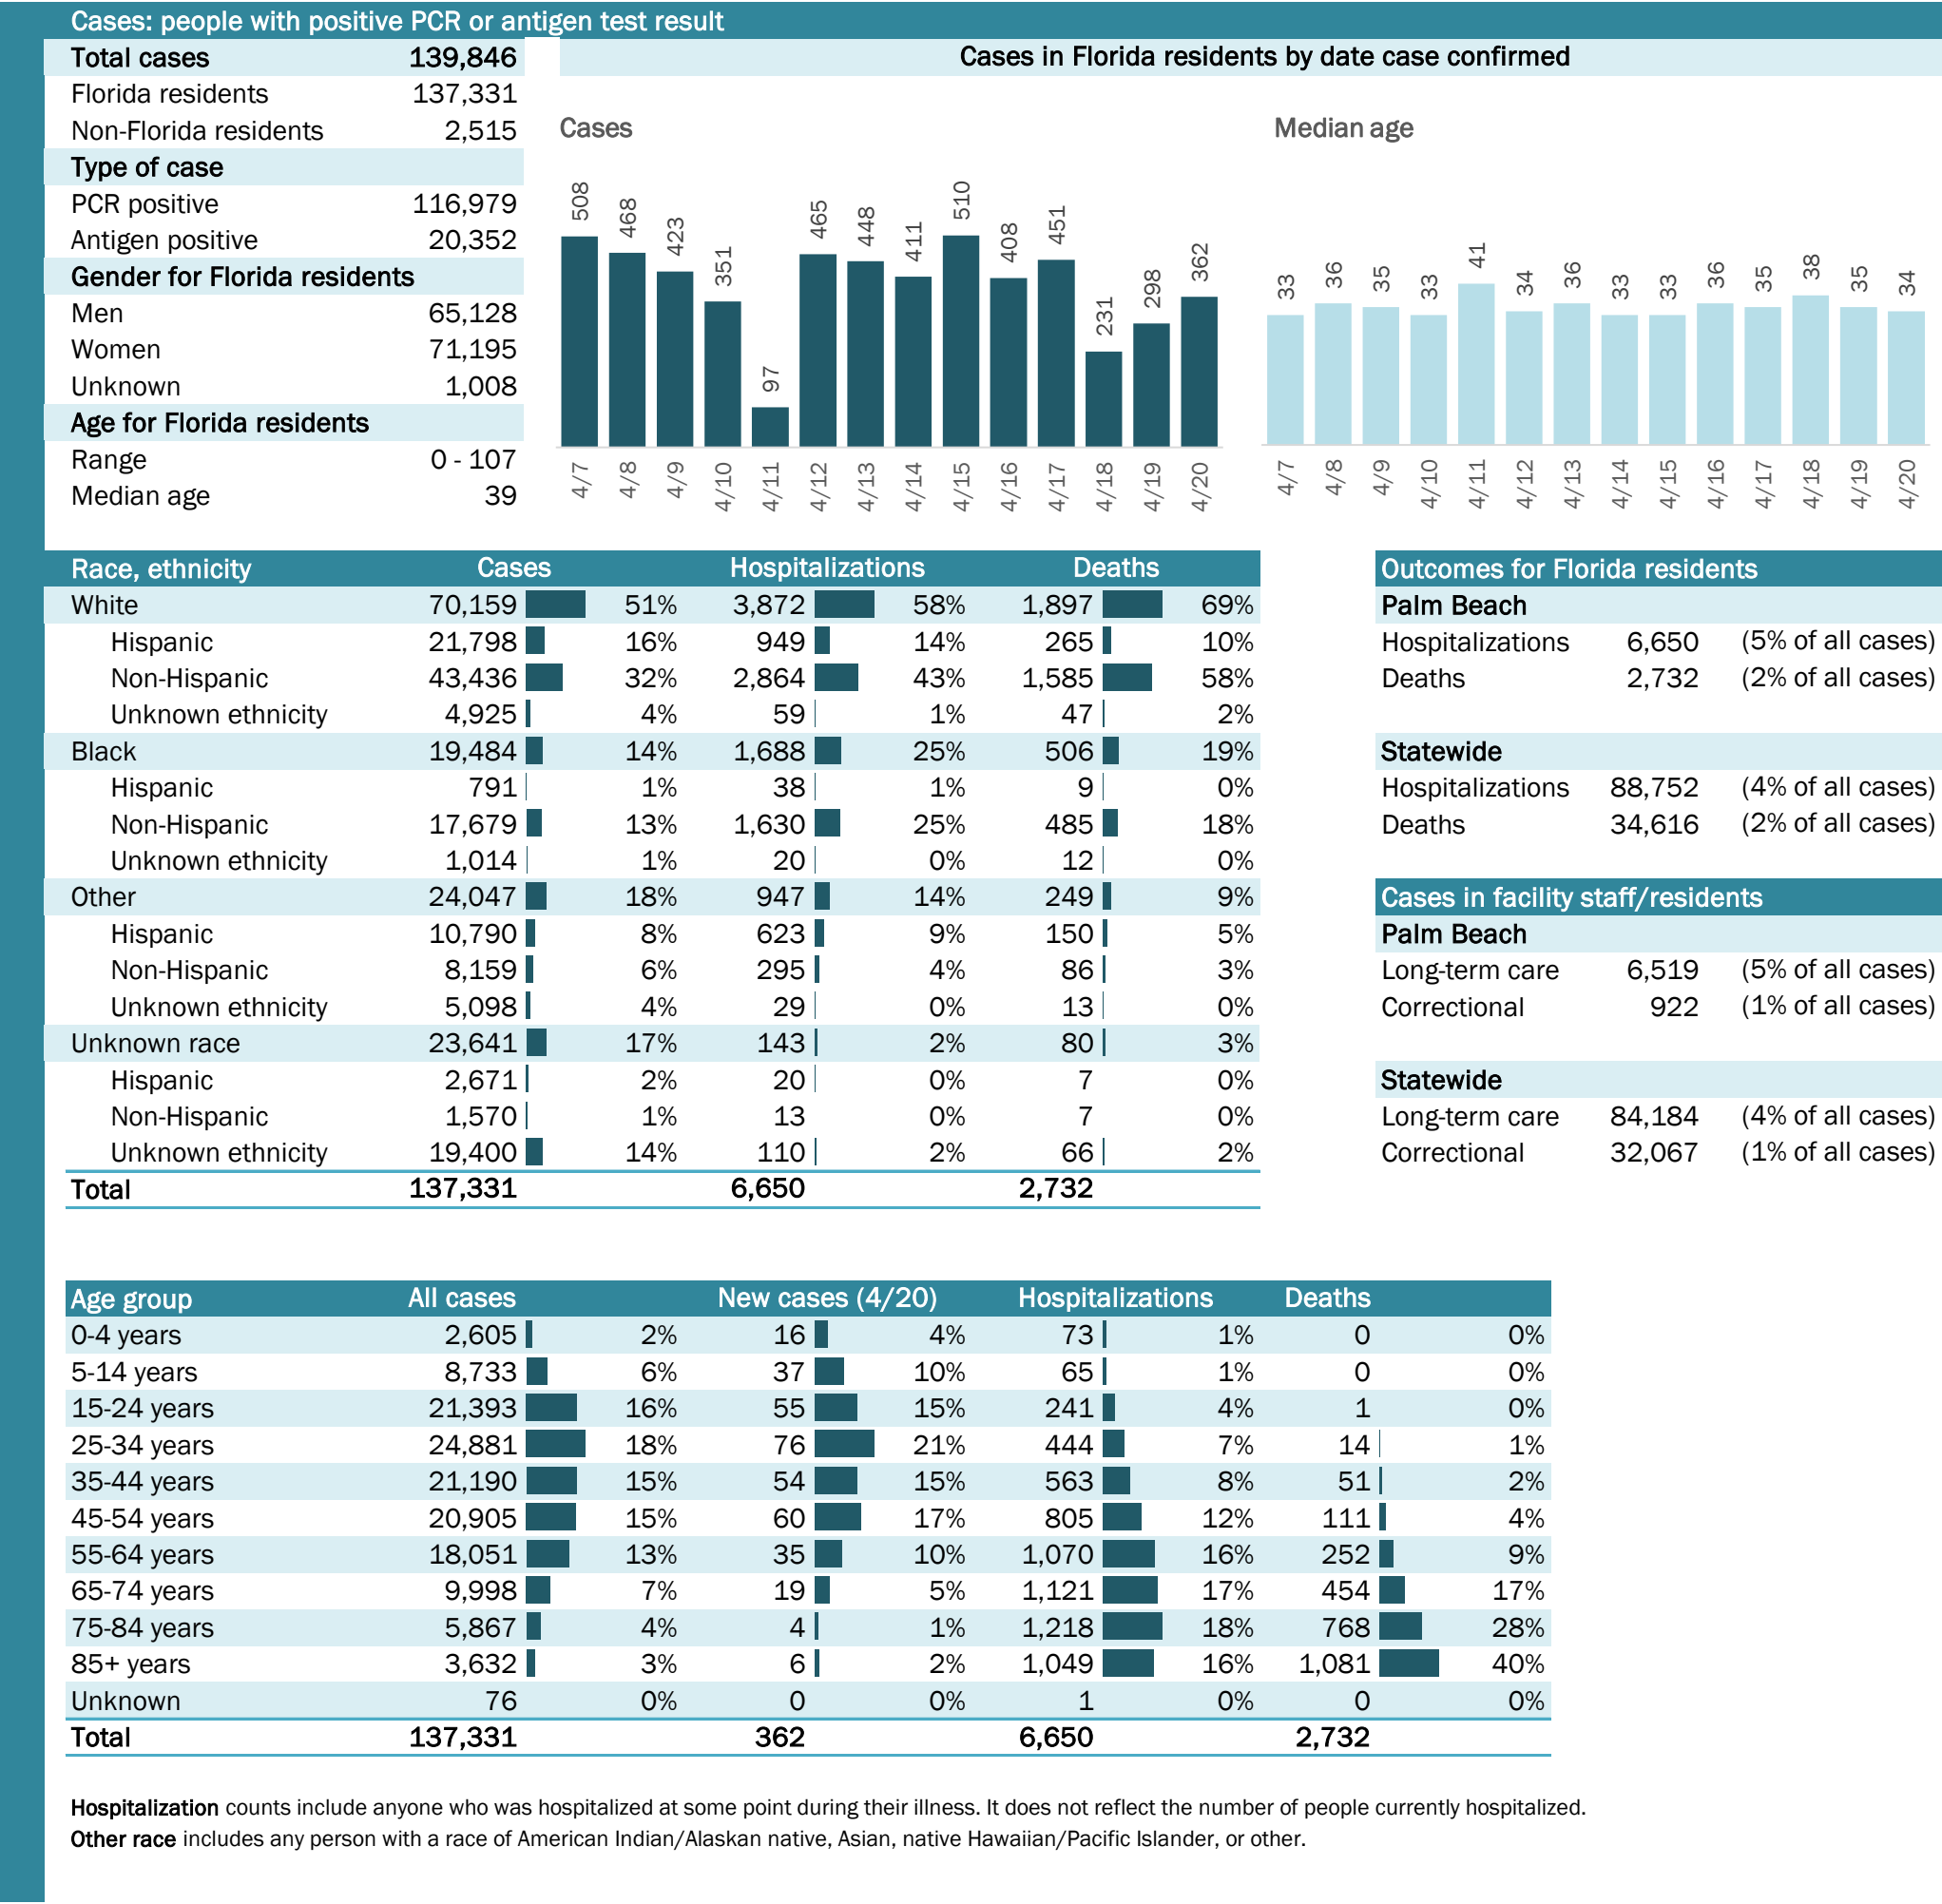 Cases: people with positive PCR or antigen test result
Total cases 139,846
Florida residents 137,331
Non-Florida residents 2,515
Type of case
PCR positive 116,979
Antigen positive 20,352
Gender for Florida residents
Men 65,128
Women 71,195
Unknown 1,008
Age for Florida residents
Range 0 - 107
Median age 39
Cases in Florida residents by date case confirmed
Cases
508 468 423 351 97 465 448 411 510 408 451 231 298 362
4/7 4/8 4/9 4/10 4/11 4/12 4/13 4/14 4/15 4/16 4/17 4/18 4/19 4/20
Median age
33 36 35 33 41 34 36 33 33 36 35 38 35 34
4/7 4/8 4/9 4/10 4/11 4/12 4/13 4/14 4/15 4/16 4/17 4/18 4/19 4/20
Race, ethnicity Cases Hospitalizations Deaths
White 70,159 51% 3,872 58% 1,897 69%
Hispanic 21,798 16% 949 14% 265 10%
Non-Hispanic 43,436 32% 2,864 43% 1,585 58%
Unknown ethnicity 4,925 4% 59 1% 47 2%
Black 19,484 14% 1,688 25% 506 19%
Hispanic 791 1% 38 1% 9 0%
Non-Hispanic 17,679 13% 1,630 25% 485 18%
Unknown ethnicity 1,014 1% 20 0% 12 0%
Other 24,047 18% 947 14% 249 9%
Hispanic 10,790 8% 623 9% 150 5%
Non-Hispanic 8,159 6% 295 4% 86 3%
Unknown ethnicity 5,098 4% 29 0% 13 0%
Unknown race 23,641 17% 143 2% 80 3%
Hispanic 2,671 2% 20 0% 7 0%
Non-Hispanic 1,570 1% 13 0% 7 0%
Unknown ethnicity 19,400 14% 110 2% 66 2%
Total 137,331 6,650 2,732
Outcomes for Florida residents
Palm Beach
Hospitalizations 6,650 (5% of all cases)
Deaths 2,732 (2% of all cases)
Statewide
Hospitalizations 88,752 (4% of all cases)
Deaths 34,616 (2% of all cases)
Cases in facility staff/residents
Palm Beach
Long-term care 6,519 (5% of all cases)
Correctional 922 (1% of all cases)
Statewide
Long-term care 84,184 (4% of all cases)
Correctional 32,067 (1% of all cases)
Age group All cases New cases (4/20) Hospitalizations Deaths
0-4 years 2,605 2% 16 4% 73 1% 0 0%
5-14 years 8,733 6% 37 10% 65 1% 0 0%
15-24 years 21,393 16% 55 15% 241 4% 1 0%
25-34 years 24,881 18% 76 21% 444 7% 14 1%
35-44 years 21,190 15% 54 15% 563 8% 51 2%
45-54 years 20,905 15% 60 17% 805 12% 111 4%
55-64 years 18,051 13% 35 10% 1,070 16% 252 9%
65-74 years 9,998 7% 19 5% 1,121 17% 454 17%
75-84 years 5,867 4% 4 1% 1,218 18% 768 28%
85+ years 3,632 3% 6 2% 1,049 16% 1,081 40%
Unknown 76 0% 0 0% 1 0% 0 0%
Total 137,331 362 6,650 2,732
Hospitalization counts include anyone who was hospitalized at some point during their illness. It does not reflect the number of people currently hospitalized.
Other race includes any person with a race of American Indian/Alaskan native, Asian, native Hawaiian/Pacific Islander, or other.